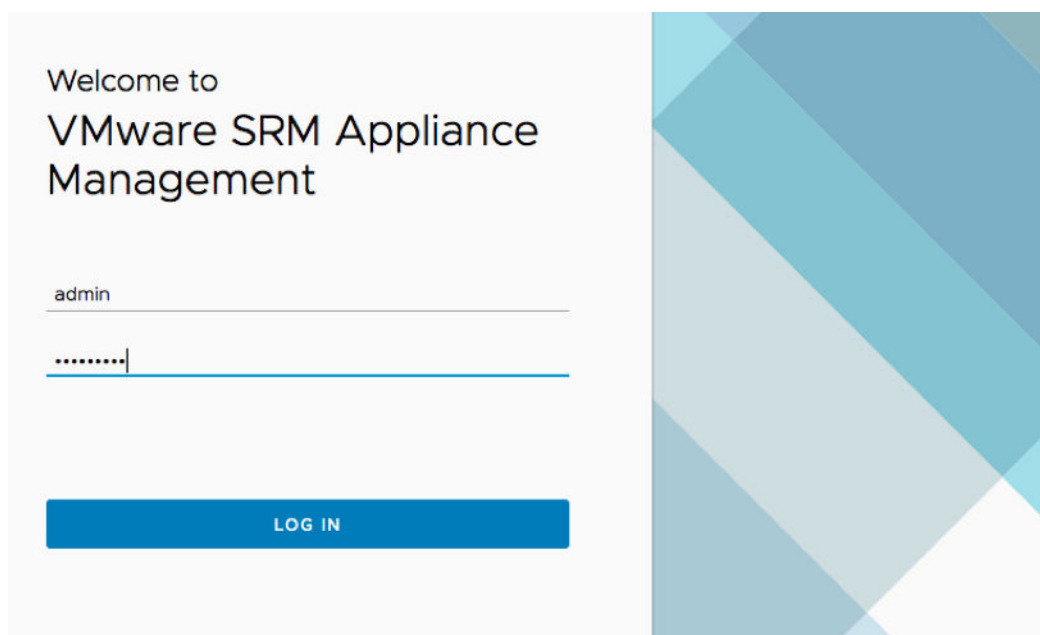 Welcome to
VMware SRM Appliance
Management
admin
•••••••••
LOG IN